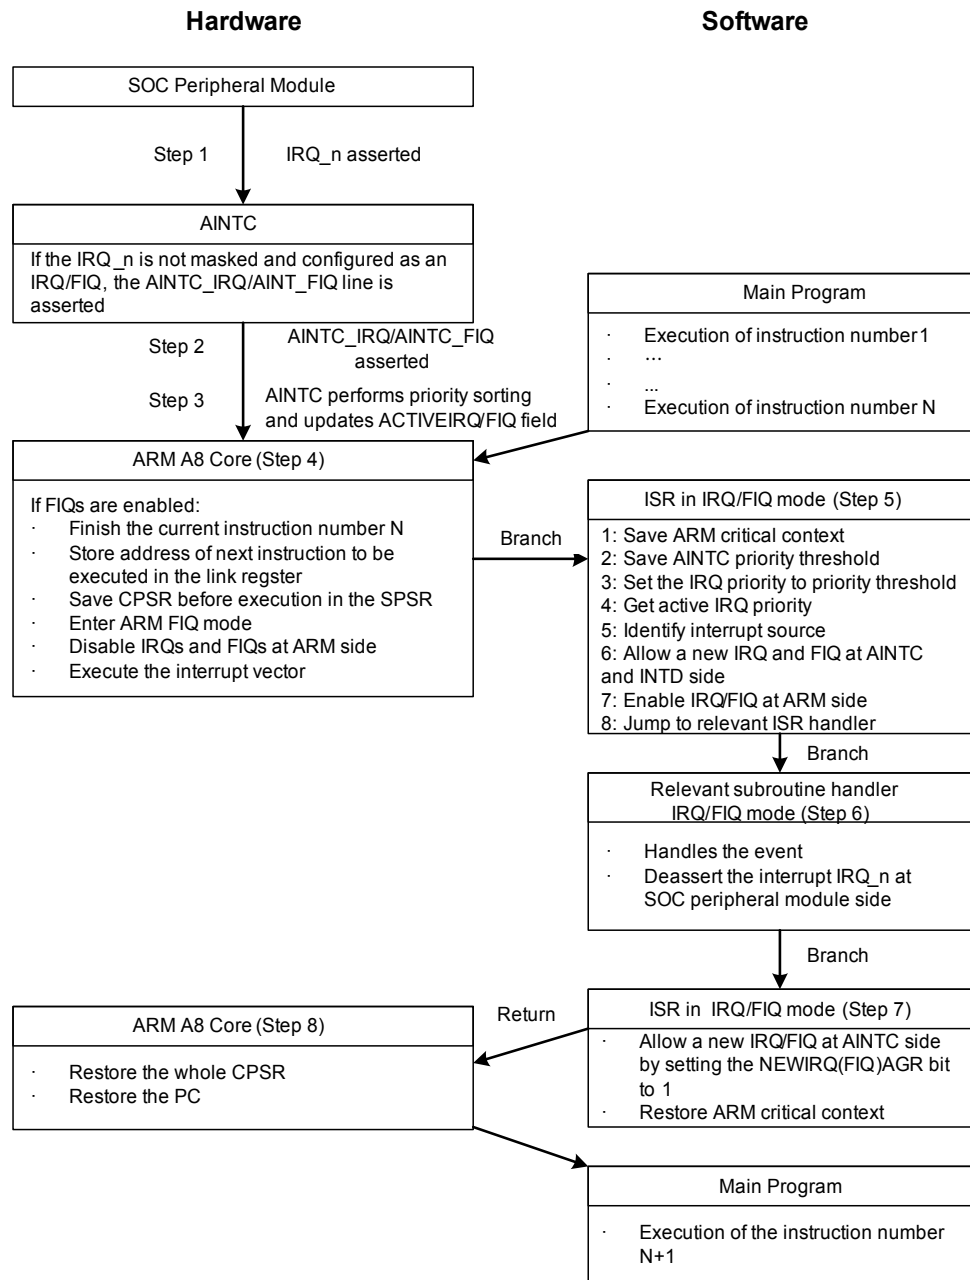 Hardware
Software
SOC Peripheral Module
Step 1
IRQ_n asserted
AINTC
If the IRQ_n is not masked and configured as an
IRQ/FIQ, the AINTC_IRQ/AINT_FIQ line is
asserted
Step 2
AINTC_IRQ/AINTC_FIQ
asserted
Step 3
AINTC performs priority sorting
and updates ACTIVEIRQ/FIQ field
Main Program
· Execution of instruction number 1
· ...
· ...
· Execution of instruction number N
ARM A8 Core (Step 4)
If FIQs are enabled:
· Finish the current instruction number N
· Store address of next instruction to be
executed in the link regster
· Save CPSR before execution in the SPSR
· Enter ARM FIQ mode
· Disable IRQs and FIQs at ARM side
· Execute the interrupt vector
Branch
ISR in IRQ/FIQ mode (Step 5)
1: Save ARM critical context
2: Save AINTC priority threshold
3: Set the IRQ priority to priority threshold
4: Get active IRQ priority
5: Identify interrupt source
6: Allow a new IRQ and FIQ at AINTC
and INTD side
7: Enable IRQ/FIQ at ARM side
8: Jump to relevant ISR handler
Branch
Relevant subroutine handler
IRQ/FIQ mode (Step 6)
· Handles the event
· Deassert the interrupt IRQ_n at
SOC peripheral module side
Branch
ISR in IRQ/FIQ mode (Step 7)
· Allow a new IRQ/FIQ at AINTC side
by setting the NEWIRQ(FIQ)AGR bit
to 1
· Restore ARM critical context
Return
ARM A8 Core (Step 8)
· Restore the whole CPSR
· Restore the PC
Main Program
· Execution of the instruction number
N+1